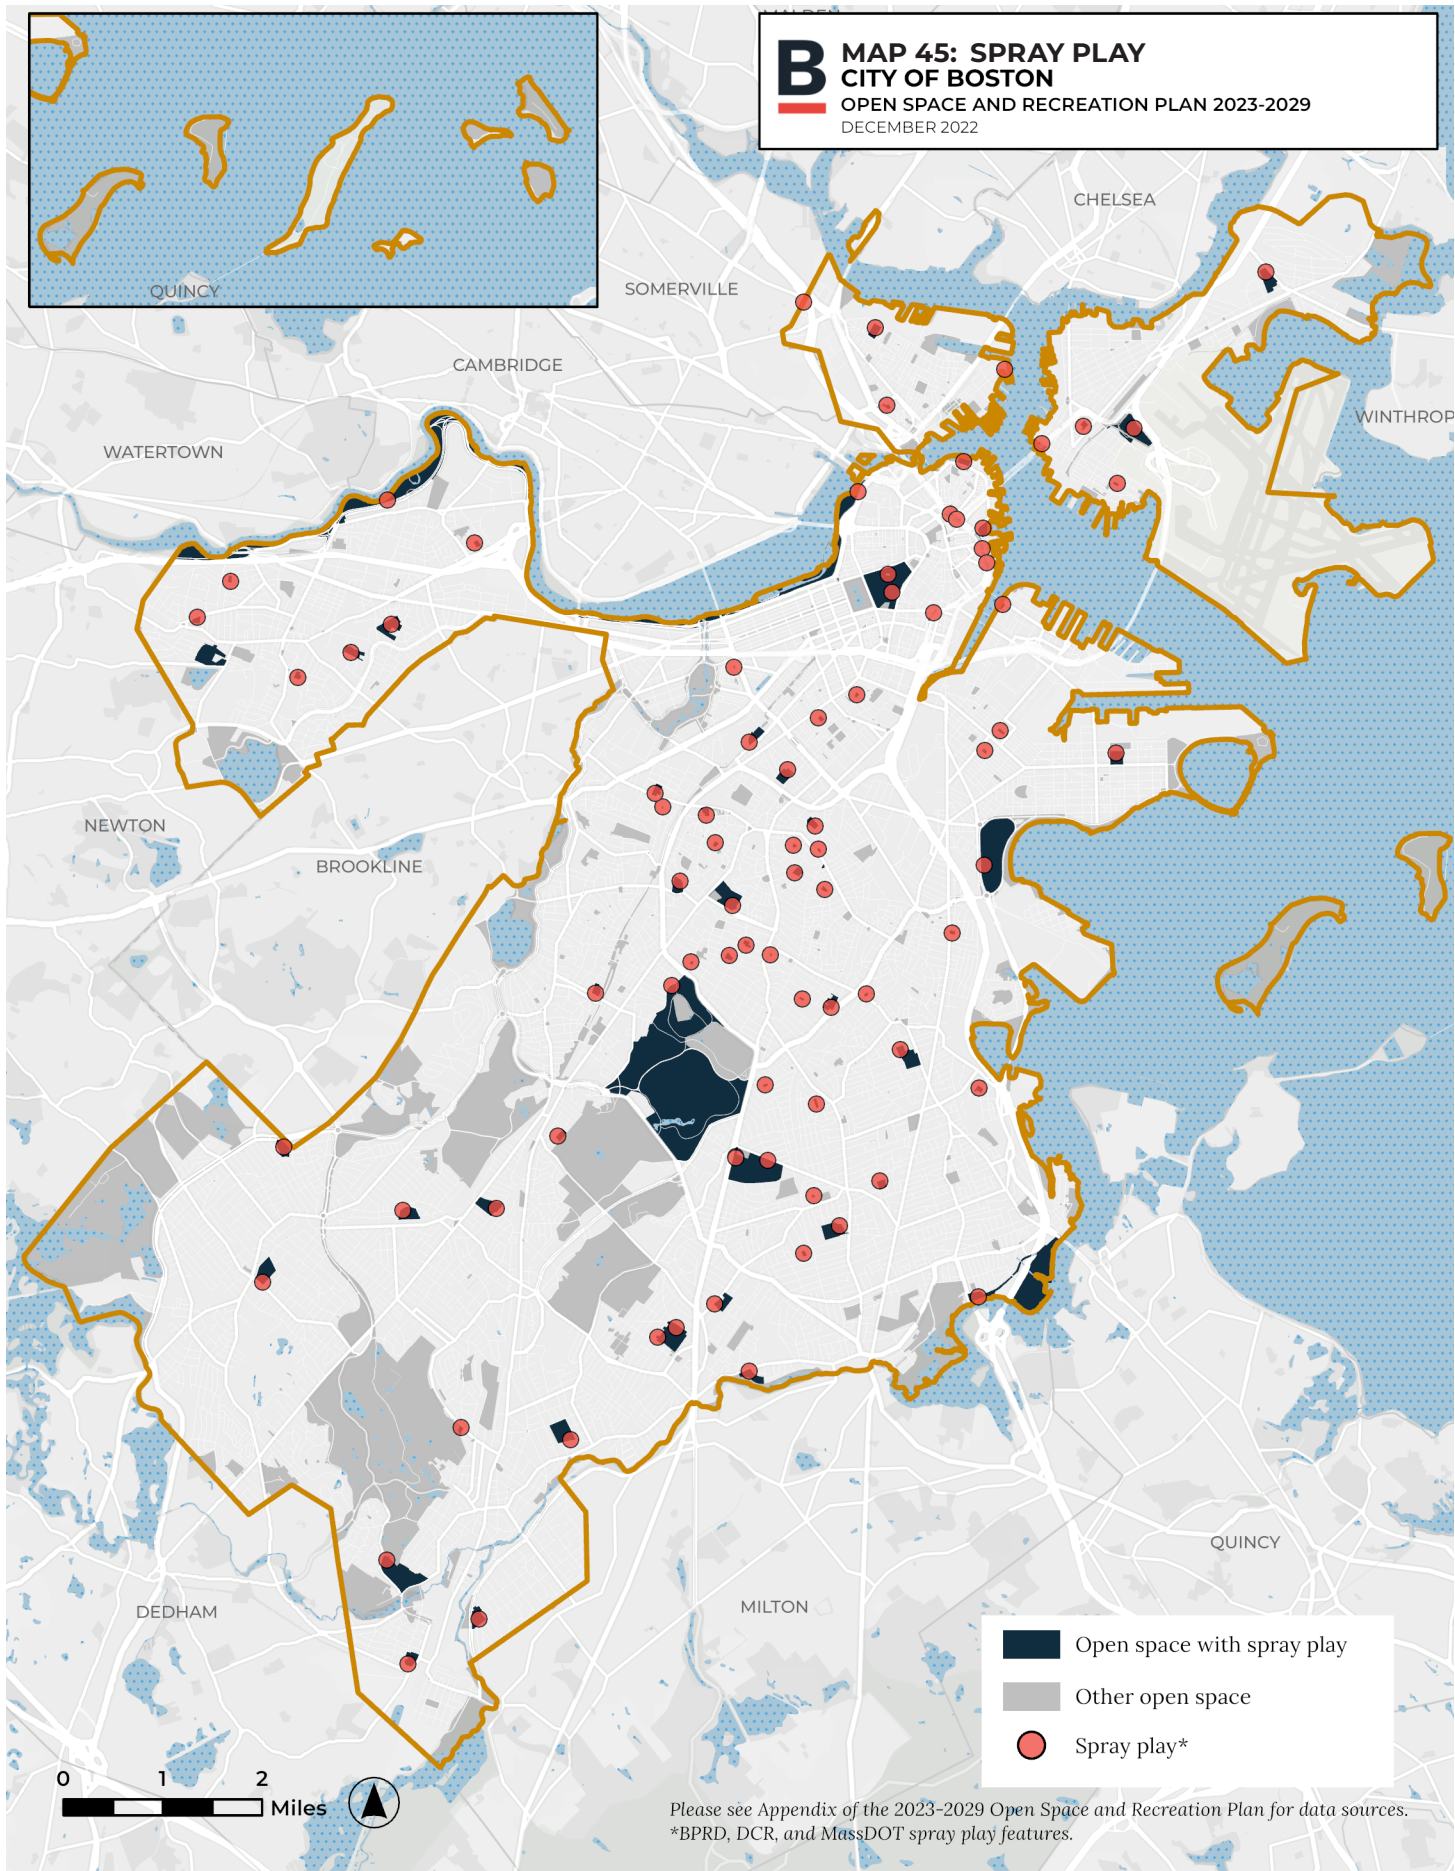 MAP 45: SPRAY PLAY
B
CITY OF BOSTON
OPEN SPACE AND RECREATION PLAN 2023-2029
DECEMBER 2022
CHELSEA
QUINCY
SOMERVILLE
CAMBRIDGE
WINTHROP
WATERTOWN
NEWTON
BROOKLINE
QUINCY
DEDHAM
MILTON
Open space with spray play
Other open space
Spray play*
0 1 2
Miles
Please see Appendix of the 2023-2029 Open Space and Recreation Plan for data sources.
*BPRD, DCR, and MassDOT spray play features.